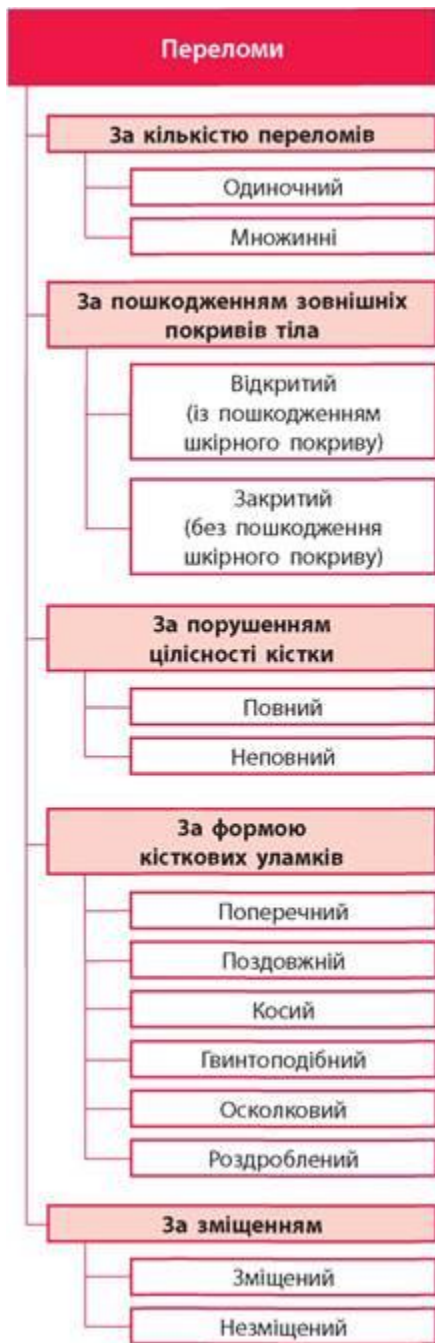 Переломи
За кількістю переломів
Одиночний
Множинні
За пошкодженням зовнішніх
покривів тіла
Відкритий
(із пошкодженням
шкірного покриву)
Закритий
(без пошкодження
шкірного покриву)
За порушенням
цілісності кістки
Повний
Неповний
За формою
кісткових уламків
Поперечний
Поздовжній
Косий
Гвинтоподібний
Осколковий
Роздроблений
За зміщенням
Зміщений
Незміщений